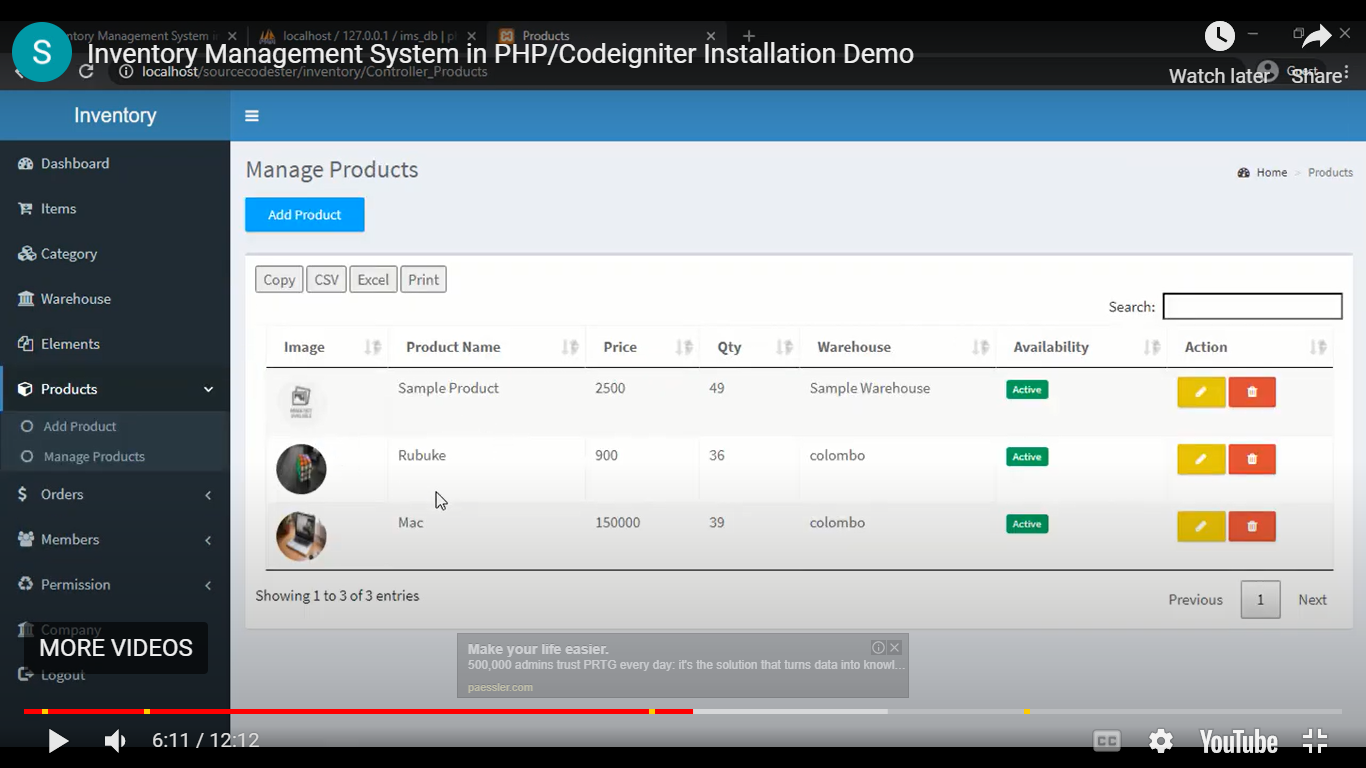 ntory Management System in
localhost / 127.0.0.1 / ims_db | p
Products
S
Inventory Management System in PHP/Codeigniter Installation Demo
Watch later
Share
localhost/sourcecodester/inventory/Controller_Products
Inventory
Dashboard
Items
Category
Warehouse
Elements
Products
Add Product
Manage Products
Orders
Members
Permission
Company
MORE VIDEOS
Logout
Manage Products
Home > Products
Add Product
Copy CSV Excel Print
Search:
Image Product Name Price Qty Warehouse Availability Action
Sample Product 2500 49 Sample Warehouse Active
Rubuke 900 36 colombo Active
Mac 150000 39 colombo Active
Showing 1 to 3 of 3 entries
Previous 1 Next
Make your life easier.
500,000 admins trust PRTG every day: it's the solution that turns data into knowl...
paessler.com
6:11 / 12:12
CC
YouTube